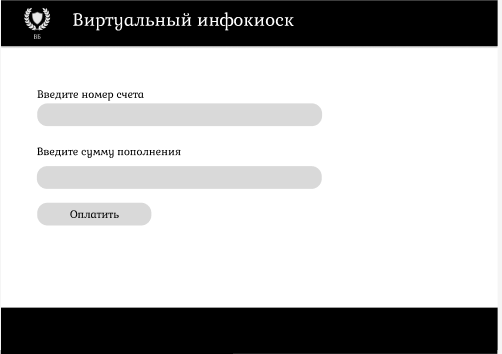 Виртуальный инфокиоск
ВБ
Введите номер счета
Введите сумму пополнения
Оплатить